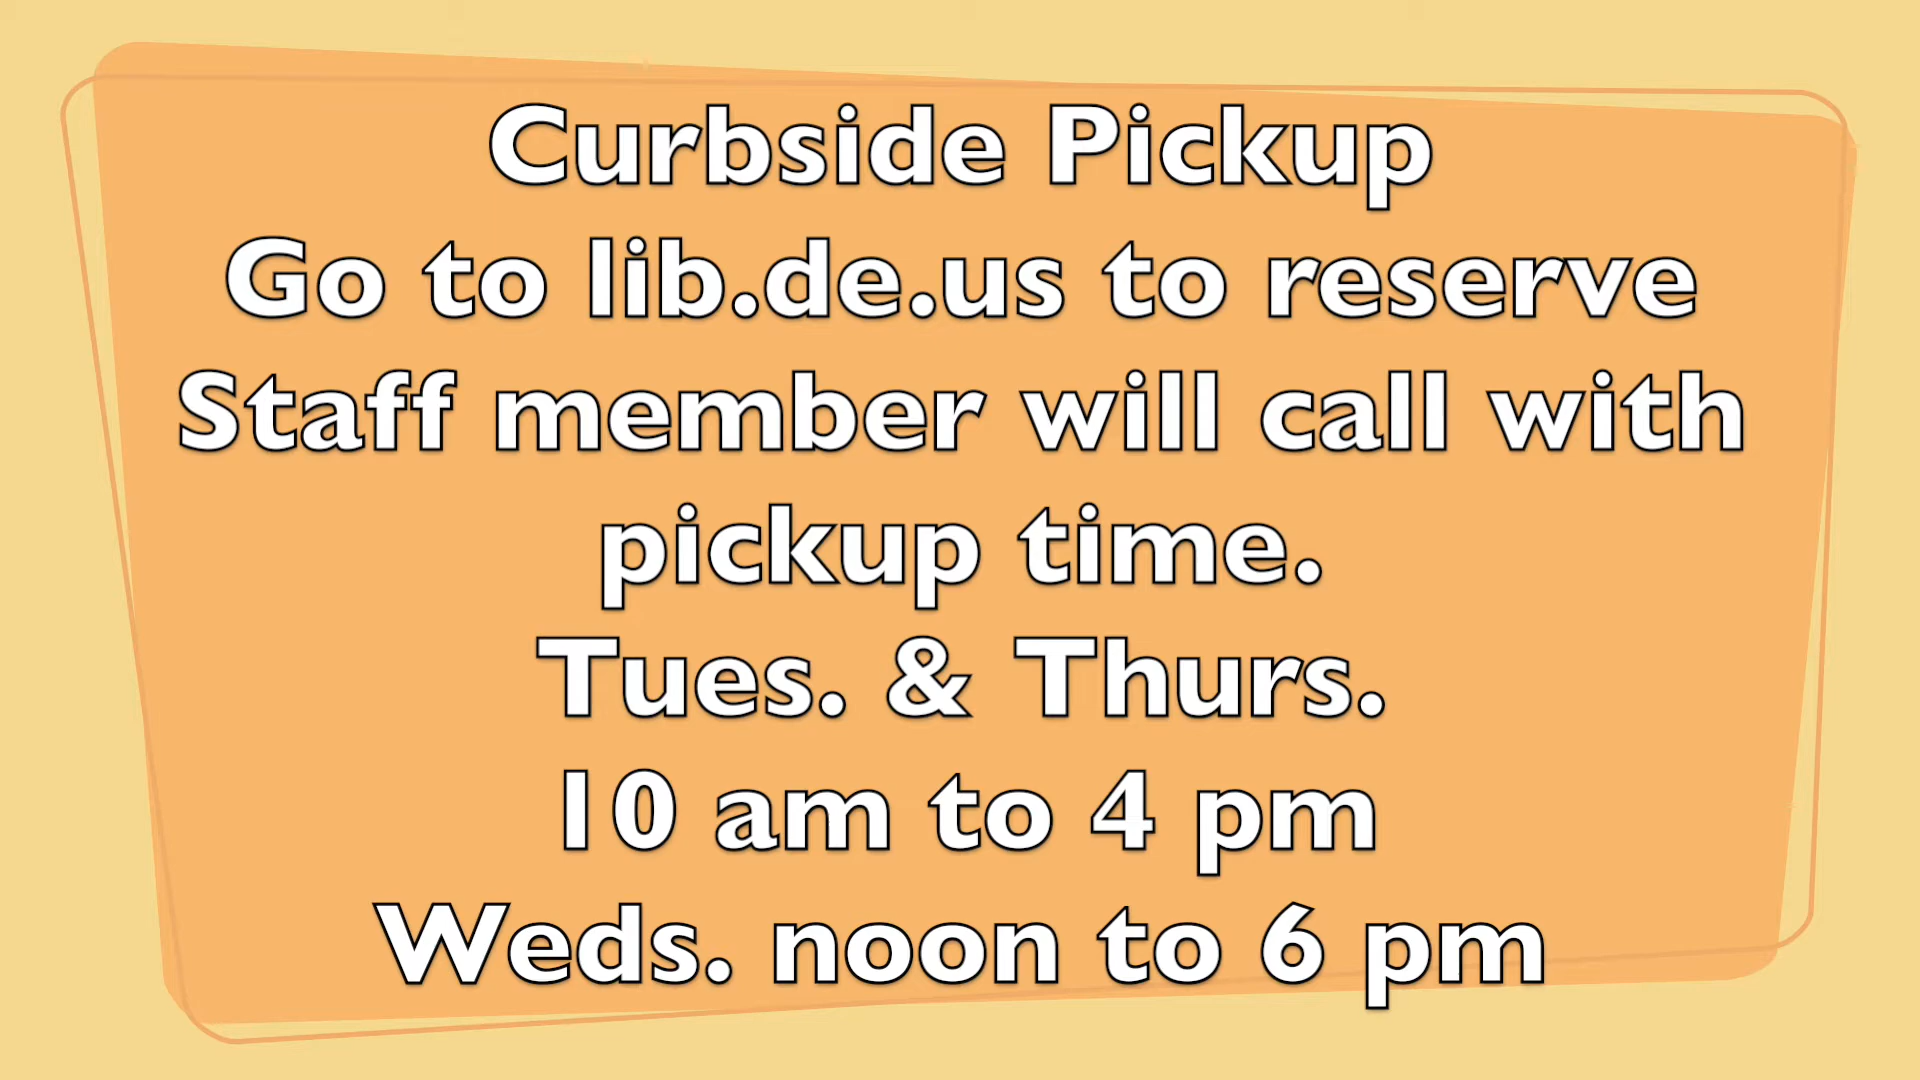 Curbside Pickup
Go to lib.de.us to reserve
Staff member will call with
pickup time.
Tues. & Thurs.
10 am to 4 pm
Weds. noon to 6 pm